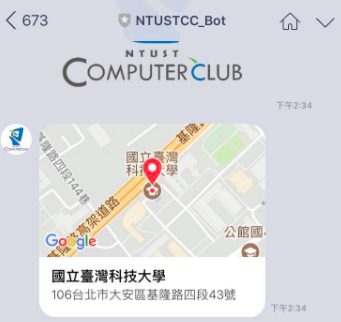 673
NTUSTCC_Bot
NTUST
COMPUTER CLUB
下午2:34
基隆路四段144巷
國立臺灣
科技大學
高架道路
公館國
Google
國立臺灣科技大學
106台北市大安區基隆路四段43號
下午2:34